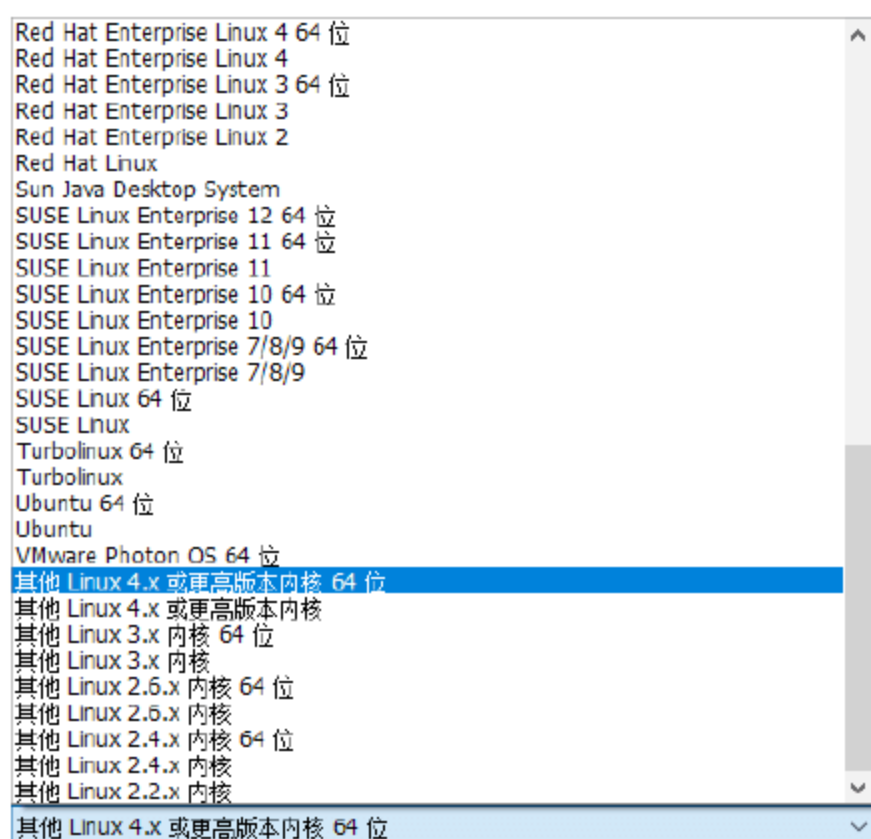 Red Hat Enterprise Linux 4 64 位
Red Hat Enterprise Linux 4
Red Hat Enterprise Linux 3 64 位
Red Hat Enterprise Linux 3
Red Hat Enterprise Linux 2
Red Hat Linux
Sun Java Desktop System
SUSE Linux Enterprise 12 64 位
SUSE Linux Enterprise 11 64 位
SUSE Linux Enterprise 11
SUSE Linux Enterprise 10 64 位
SUSE Linux Enterprise 10
SUSE Linux Enterprise 7/8/9 64 位
SUSE Linux Enterprise 7/8/9
SUSE Linux 64 位
SUSE Linux
Turbolinux 64 位
Turbolinux
Ubuntu 64 位
Ubuntu
VMware Photon OS 64 位
其他 Linux 4.x 或更高版本内核 64 位
其他 Linux 4.x 或更高版本内核
其他 Linux 3.x 内核 64 位
其他 Linux 3.x 内核
其他 Linux 2.6.x 内核 64 位
其他 Linux 2.6.x 内核
其他 Linux 2.4.x 内核 64 位
其他 Linux 2.4.x 内核
其他 Linux 2.2.x 内核
其他 Linux 4.x 或更高版本内核 64 位